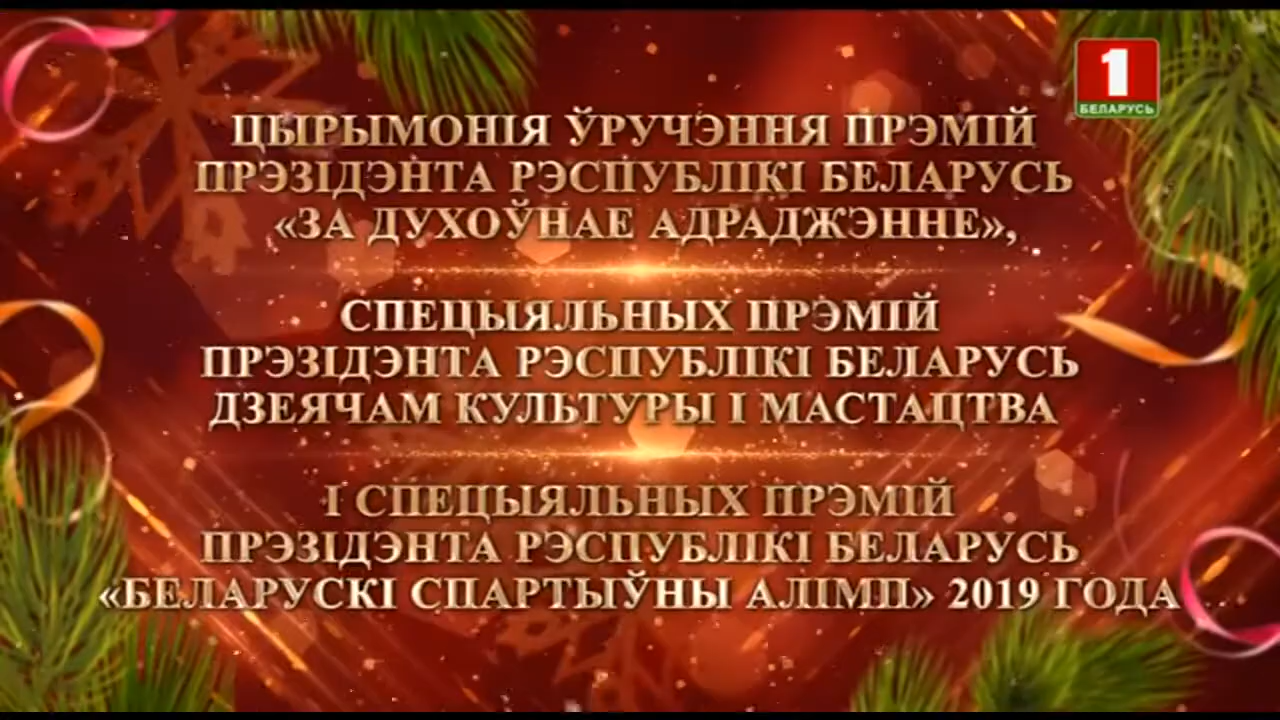 1
БЕЛАРУСЬ
ЦЫРЫМОНІЯ ЎРУЧЭННЯ ПРЭМІЙ
ПРЭЗІДЭНТА РЭСПУБЛІКІ БЕЛАРУСЬ
«ЗА ДУХОЎНАЕ АДРАДЖЭННЕ»,
СПЕЦЫЯЛЬНЫХ ПРЭМІЙ
ПРЭЗІДЭНТА РЭСПУБЛІКІ БЕЛАРУСЬ
ДЗЕЯЧАМ КУЛЬТУРЫ І МАСТАЦТВА
І СПЕЦЫЯЛЬНЫХ ПРЭМІЙ
ПРЭЗІДЭНТА РЭСПУБЛІКІ БЕЛАРУСЬ
«БЕЛАРУСКІ СПАРТЫЎНЫ АЛІМП» 2019 ГОДА